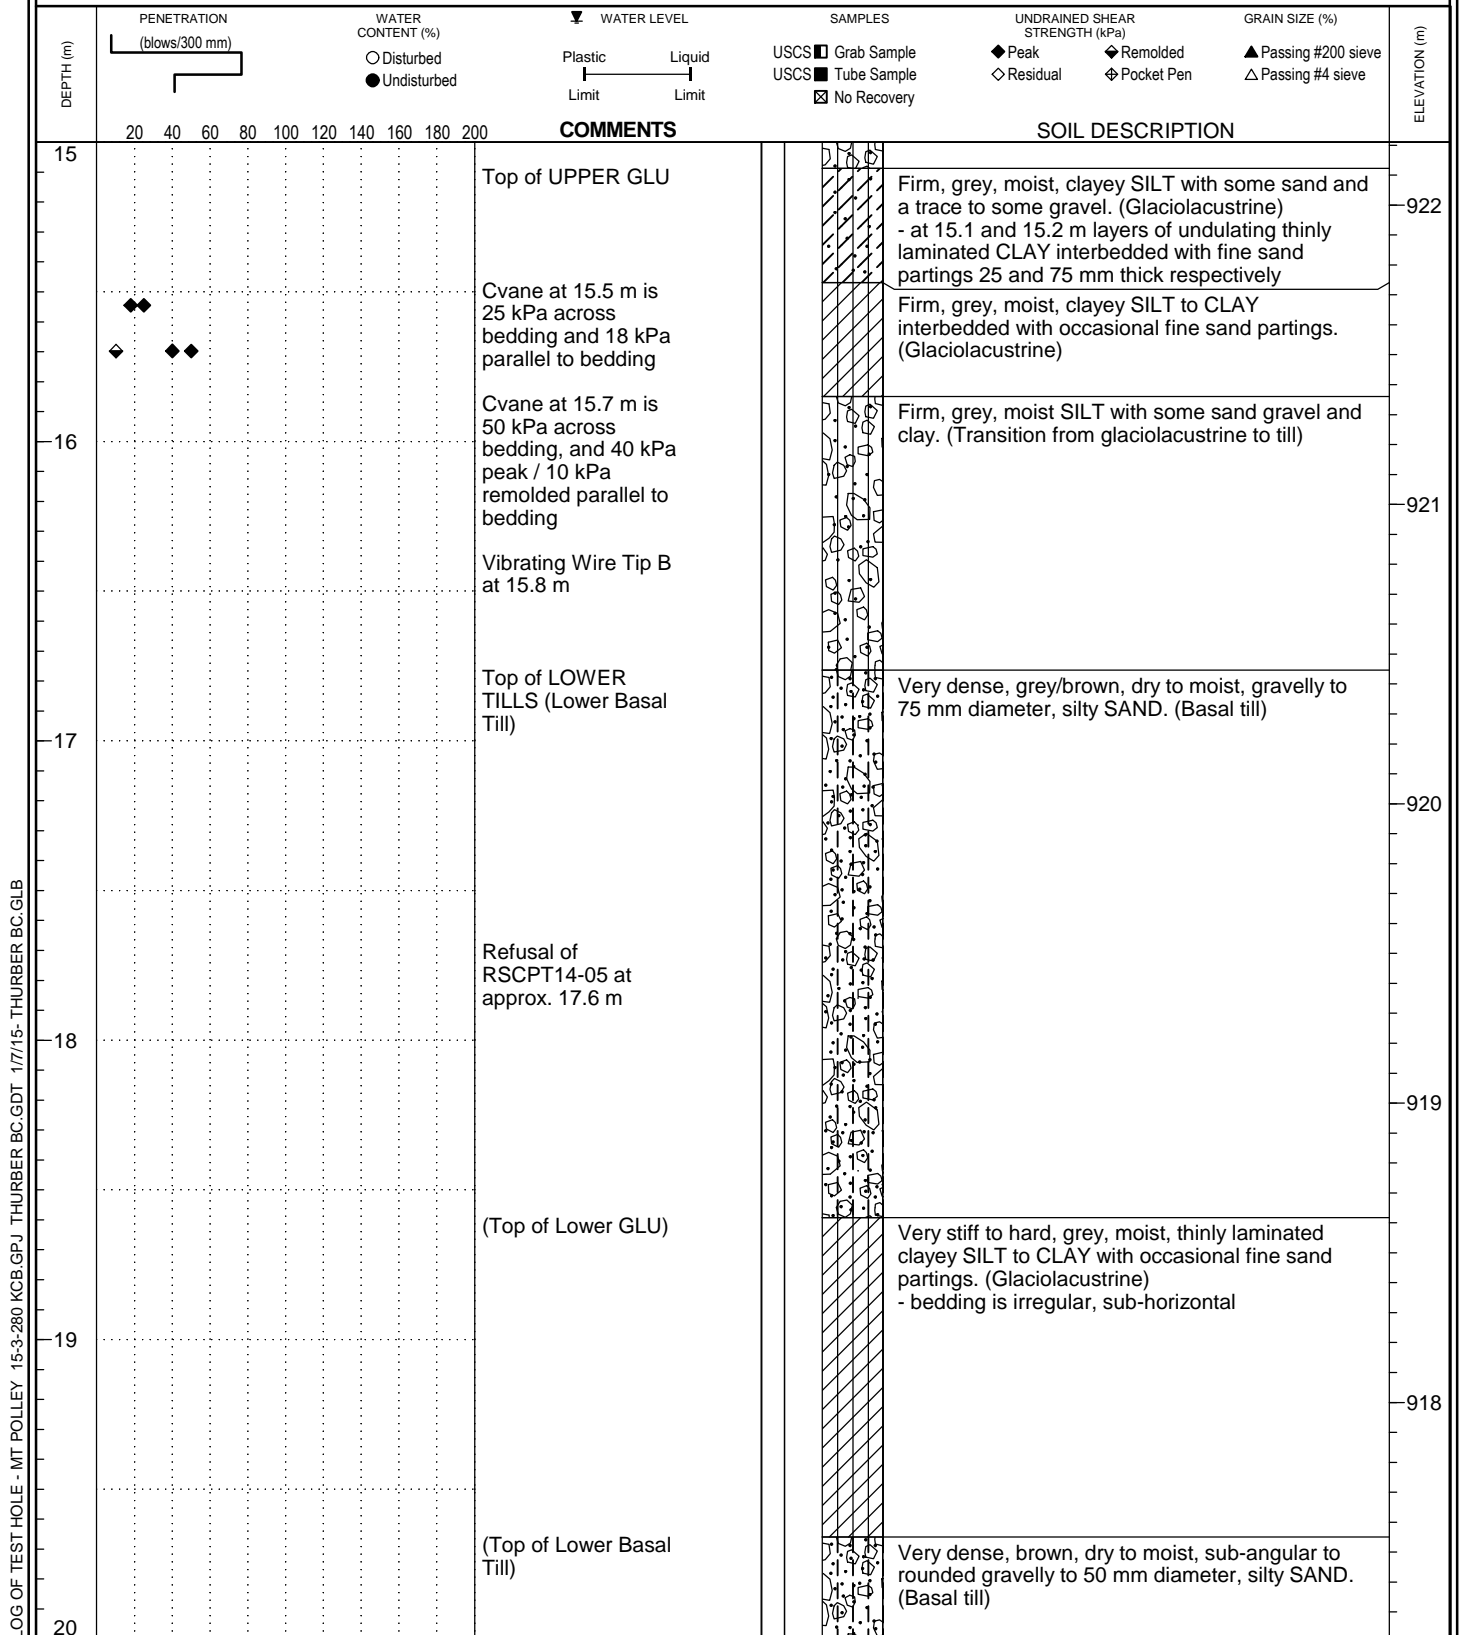 PENETRATION
(blows/300 mm)
WATER
CONTENT (%)
Disturbed
Undisturbed
WATER LEVEL
Plastic Liquid
Limit Limit
SAMPLES
USCS Grab Sample
USCS Tube Sample
No Recovery
UNDRAINED SHEAR
STRENGTH (kPa)
Peak Remolded
Residual Pocket Pen
GRAIN SIZE (%)
Passing #200 sieve
Passing #4 sieve
DEPTH (m)
ELEVATION (m)
20 40 60 80 100 120 140 160 180 200
COMMENTS
SOIL DESCRIPTION
15
Top of UPPER GLU
Firm, grey, moist, clayey SILT with some sand and
a trace to some gravel. (Glaciolacustrine)
- at 15.1 and 15.2 m layers of undulating thinly
laminated CLAY interbedded with fine sand
partings 25 and 75 mm thick respectively
922
Cvane at 15.5 m is
25 kPa across
bedding and 18 kPa
parallel to bedding
Firm, grey, moist, clayey SILT to CLAY
interbedded with occasional fine sand partings.
(Glaciolacustrine)
Cvane at 15.7 m is
50 kPa across
bedding, and 40 kPa
peak / 10 kPa
remolded parallel to
bedding
Firm, grey, moist SILT with some sand gravel and
clay. (Transition from glaciolacustrine to till)
16
921
Vibrating Wire Tip B
at 15.8 m
Top of LOWER
TILLS (Lower Basal
Till)
Very dense, grey/brown, dry to moist, gravelly to
75 mm diameter, silty SAND. (Basal till)
17
920
Refusal of
RSCPT14-05 at
approx. 17.6 m
18
919
(Top of Lower GLU)
Very stiff to hard, grey, moist, thinly laminated
clayey SILT to CLAY with occasional fine sand
partings. (Glaciolacustrine)
- bedding is irregular, sub-horizontal
19
918
(Top of Lower Basal
Till)
Very dense, brown, dry to moist, sub-angular to
rounded gravelly to 50 mm diameter, silty SAND.
(Basal till)
20
LOG OF TEST HOLE - MT POLLEY 15-3-280 KCB.GPJ THURBER BC.GDT 1/7/15- THURBER BC.GLB